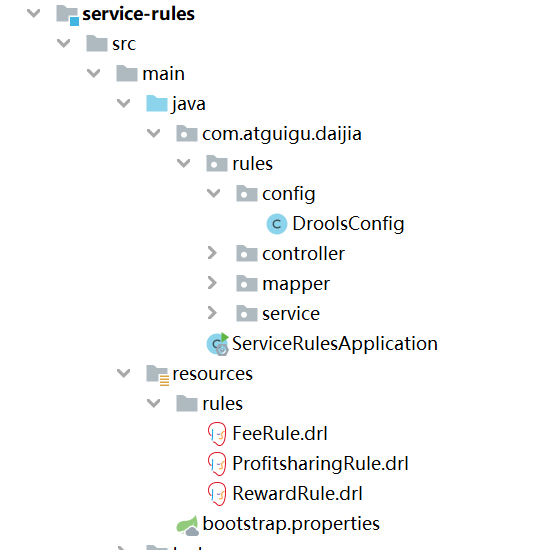 service-rules
src
main
java
com.atguigu.daijia
rules
config
DroolsConfig
controller
mapper
service
ServiceRulesApplication
resources
rules
FeeRule.drl
ProfitsharingRule.drl
RewardRule.drl
bootstrap.properties